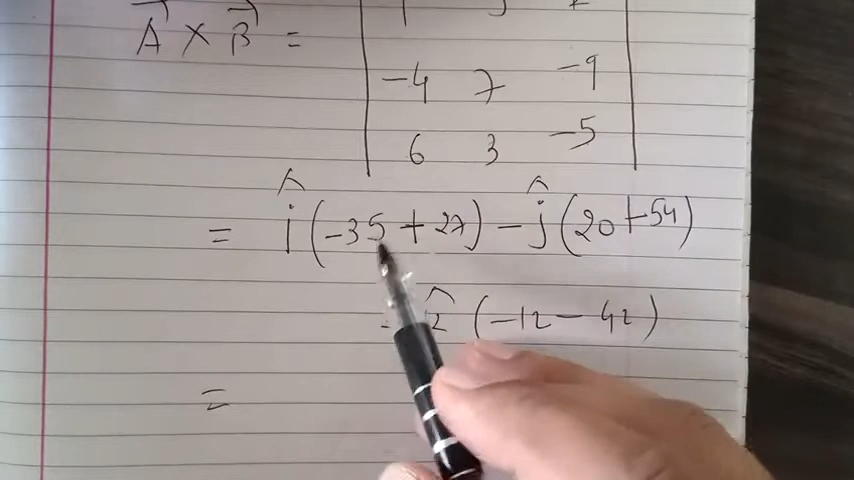 A × B =
-4 7 -9
6 3 -5
= i (-35 + 27) - j (20 + 54)
(-12 - 42)
=